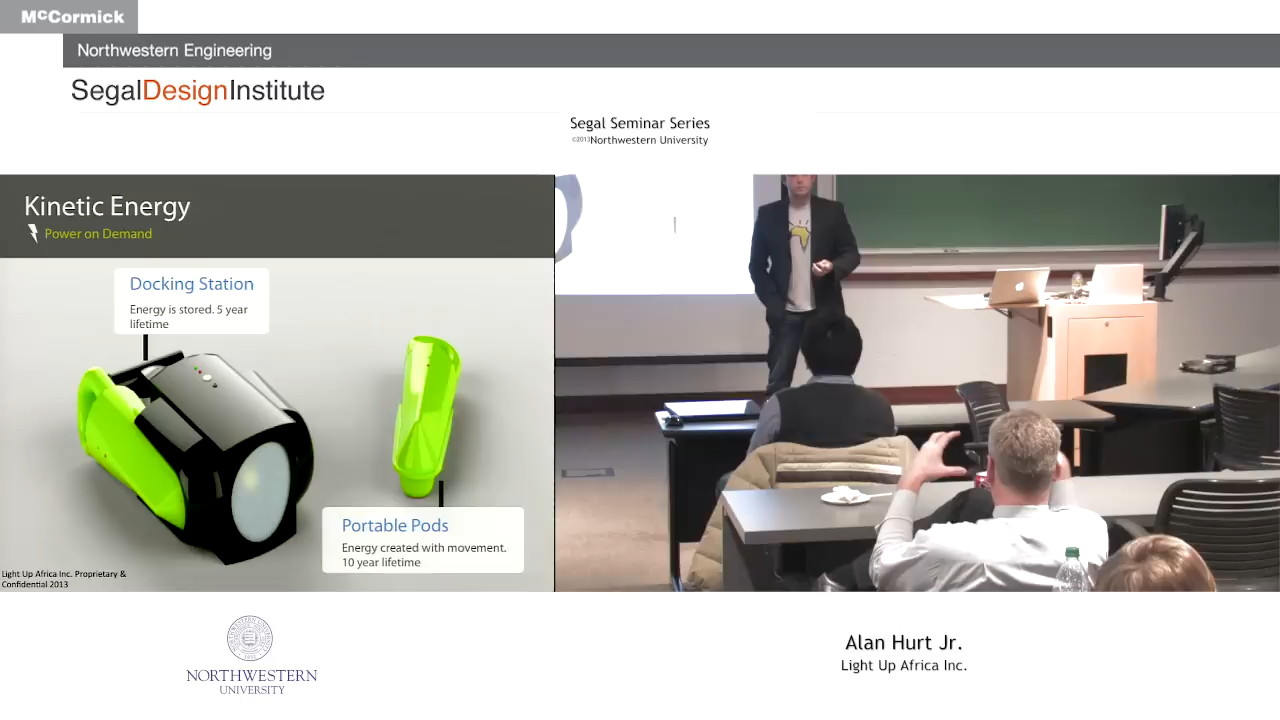 McCormick
Northwestern Engineering
SegalDesignInstitute
Segal Seminar Series
©2013Northwestern University
Kinetic Energy
Power on Demand
Docking Station
Energy is stored. 5 year
lifetime
Portable Pods
Energy created with movement.
10 year lifetime
Light Up Africa Inc. Proprietary &
Confidential 2013
NORTHWESTERN
UNIVERSITY
Alan Hurt Jr.
Light Up Africa Inc.